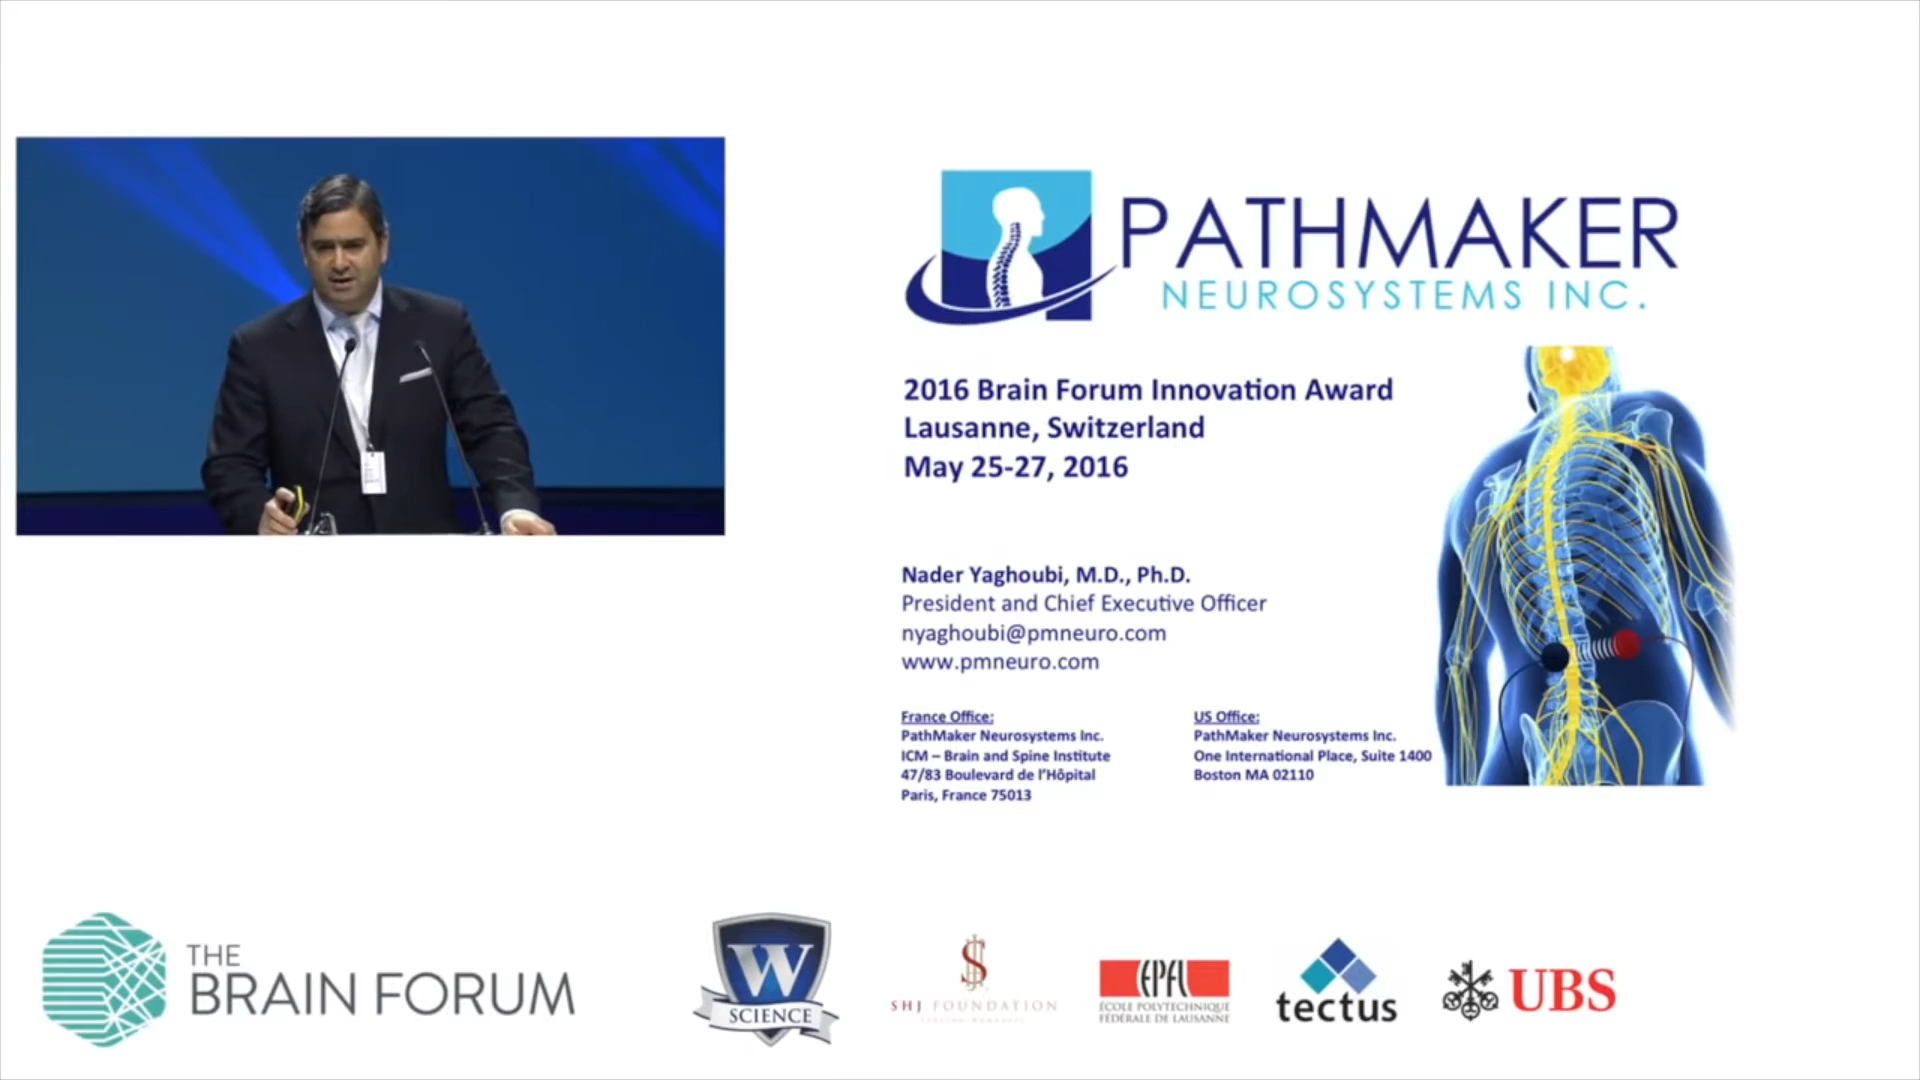 PATHMAKER
NEUROSYSTEMS INC.
2016 Brain Forum Innovation Award
Lausanne, Switzerland
May 25-27, 2016
Nader Yaghoubi, M.D., Ph.D.
President and Chief Executive Officer
nyaghoubi@pmneuro.com
www.pmneuro.com
France Office:
PathMaker Neurosystems Inc.
ICM – Brain and Spine Institute
47/83 Boulevard de l'Hôpital
Paris, France 75013
US Office:
PathMaker Neurosystems Inc.
One International Place, Suite 1400
Boston MA 02110
THE
BRAIN FORUM
W
SCIENCE
SHJ FOUNDATION
EPFL
ÉCOLE POLYTECHNIQUE
FÉDÉRALE DE LAUSANNE
tectus
UBS